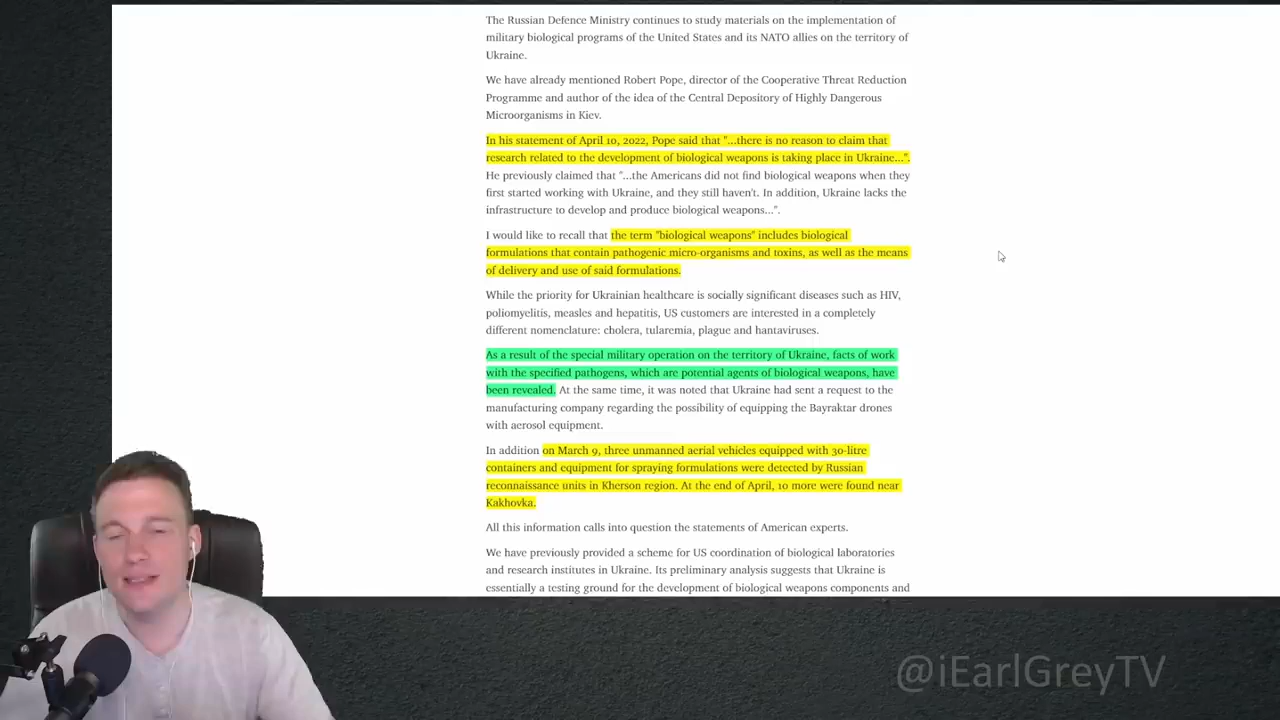 The Russian Defence Ministry continues to study materials on the implementation of
military biological programs of the United States and its NATO allies on the territory of
Ukraine.
We have already mentioned Robert Pope, director of the Cooperative Threat Reduction
Programme and author of the idea of the Central Depository of Highly Dangerous
Microorganisms in Kiev.
In his statement of April 10, 2022, Pope said that "...there is no reason to claim that
research related to the development of biological weapons is taking place in Ukraine...".
He previously claimed that "...the Americans did not find biological weapons when they
first started working with Ukraine, and they still haven't. In addition, Ukraine lacks the
infrastructure to develop and produce biological weapons...".
I would like to recall that the term "biological weapons" includes biological
formulations that contain pathogenic micro-organisms and toxins, as well as the means
of delivery and use of said formulations.
While the priority for Ukrainian healthcare is socially significant diseases such as HIV,
poliomyelitis, measles and hepatitis, US customers are interested in a completely
different nomenclature: cholera, tularemia, plague and hantaviruses.
As a result of the special military operation on the territory of Ukraine, facts of work
with the specified pathogens, which are potential agents of biological weapons, have
been revealed. At the same time, it was noted that Ukraine had sent a request to the
manufacturing company regarding the possibility of equipping the Bayraktar drones
with aerosol equipment.
In addition on March 9, three unmanned aerial vehicles equipped with 30-litre
containers and equipment for spraying formulations were detected by Russian
reconnaissance units in Kherson region. At the end of April, 10 more were found near
Kakhovka.
All this information calls into question the statements of American experts.
We have previously provided a scheme for US coordination of biological laboratories
and research institutes in Ukraine. Its preliminary analysis suggests that Ukraine is
essentially a testing ground for the development of biological weapons components and
@iEarlGreyTV